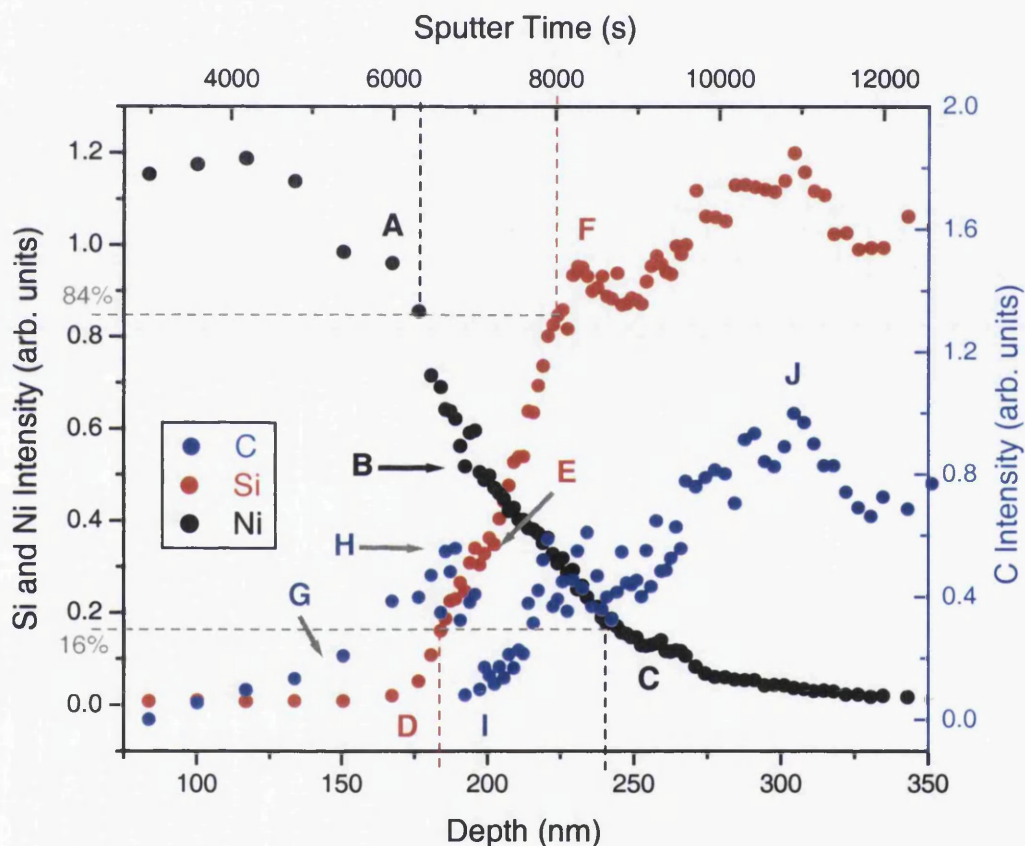 Sputter Time (s)
4000 6000 8000 10000 12000
Si and Ni Intensity (arb. units)
1.2
1.0
0.8
0.6
0.4
0.2
0.0
84%
16%
C
Si
Ni
A
B
C
D
E
F
G
H
I
J
2.0
1.6
1.2
0.8
0.4
0.0
C Intensity (arb. units)
100 150 200 250 300 350
Depth (nm)